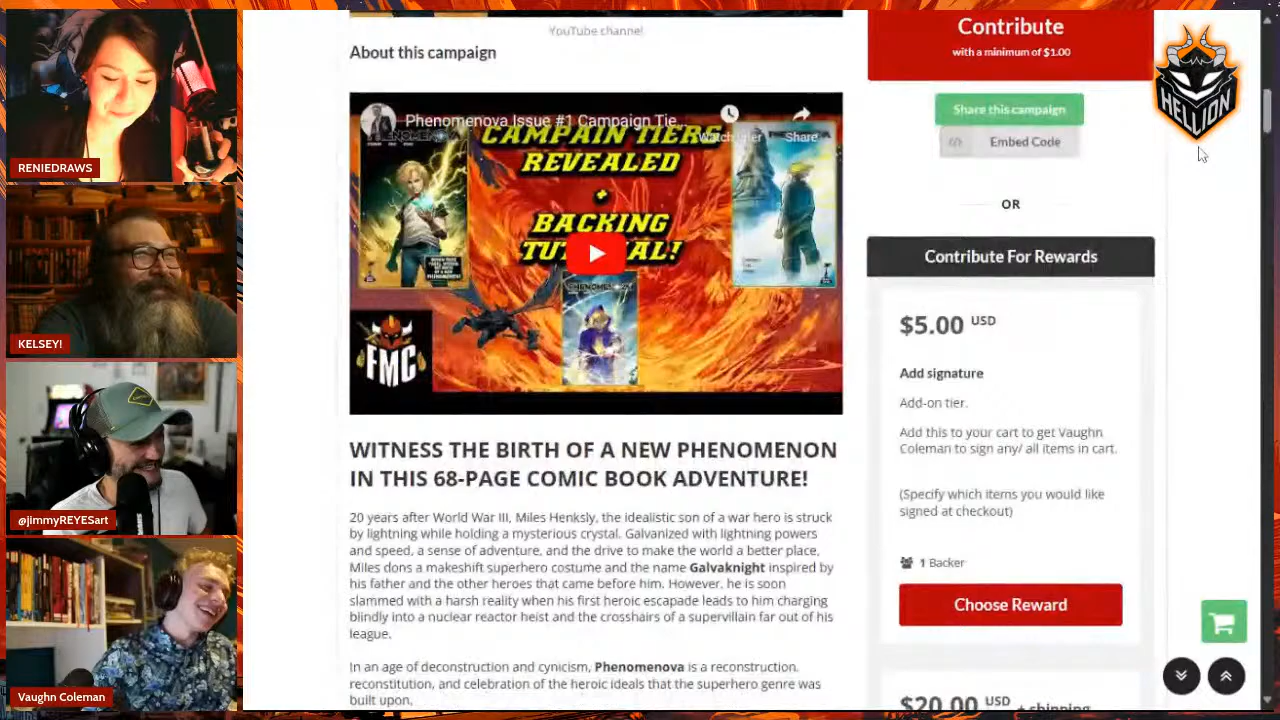 RENIEDRAWS
KELSEY!
@jimmyREYESart
Vaughn Coleman
YouTube channel!
About this campaign
Phenomenova Issue #1 Campaign Tie...
Share
CAMPAIN TIERS
REVEALED
+
BACKING
TUTORIAL!
PHENOMENOVA
FMC
WITNESS THE BIRTH OF A NEW PHENOMENON
IN THIS 68-PAGE COMIC BOOK ADVENTURE!
20 years after World War III, Miles Henksly, the idealistic son of a war hero is struck
by lightning while holding a mysterious crystal. Galvanized with lightning powers
and speed, a sense of adventure, and the drive to make the world a better place,
Miles dons a makeshift superhero costume and the name Galvaknight inspired by
his father and the other heroes that came before him. However, he is soon
slammed with a harsh reality when his first heroic escapade leads to him charging
blindly into a nuclear reactor heist and the crosshairs of a supervillain far out of his
league.
In an age of deconstruction and cynicism, Phenomenova is a reconstruction,
reconstitution, and celebration of the heroic ideals that the superhero genre was
built upon.
Contribute
with a minimum of $1.00
Share this campaign
</> Embed Code
OR
Contribute For Rewards
$5.00 USD
Add signature
Add-on tier.
Add this to your cart to get Vaughn
Coleman to sign any/ all items in cart.
(Specify which items you would like
signed at checkout)
1 Backer
Choose Reward
$20.00 USD + shipping
HELLION